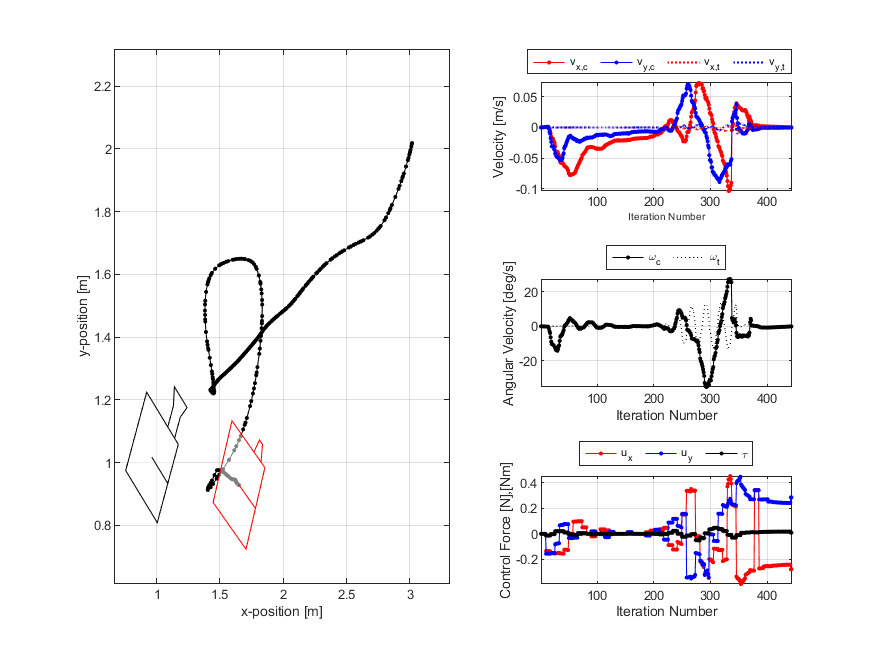 2.2
2
1.8
1.6
1.4
1.2
1
0.8
y-position [m]
1 1.5 2 2.5 3
x-position [m]
v_x,c v_y,c v_x,t v_y,t
0.05
0
-0.05
-0.1
Velocity [m/s]
100 200 300 400
Iteration Number
ω_c ω_t
20
0
-20
Angular Velocity [deg/s]
100 200 300 400
Iteration Number
u_x u_y τ
0.4
0.2
0
-0.2
Control Force [N],[Nm]
100 200 300 400
Iteration Number